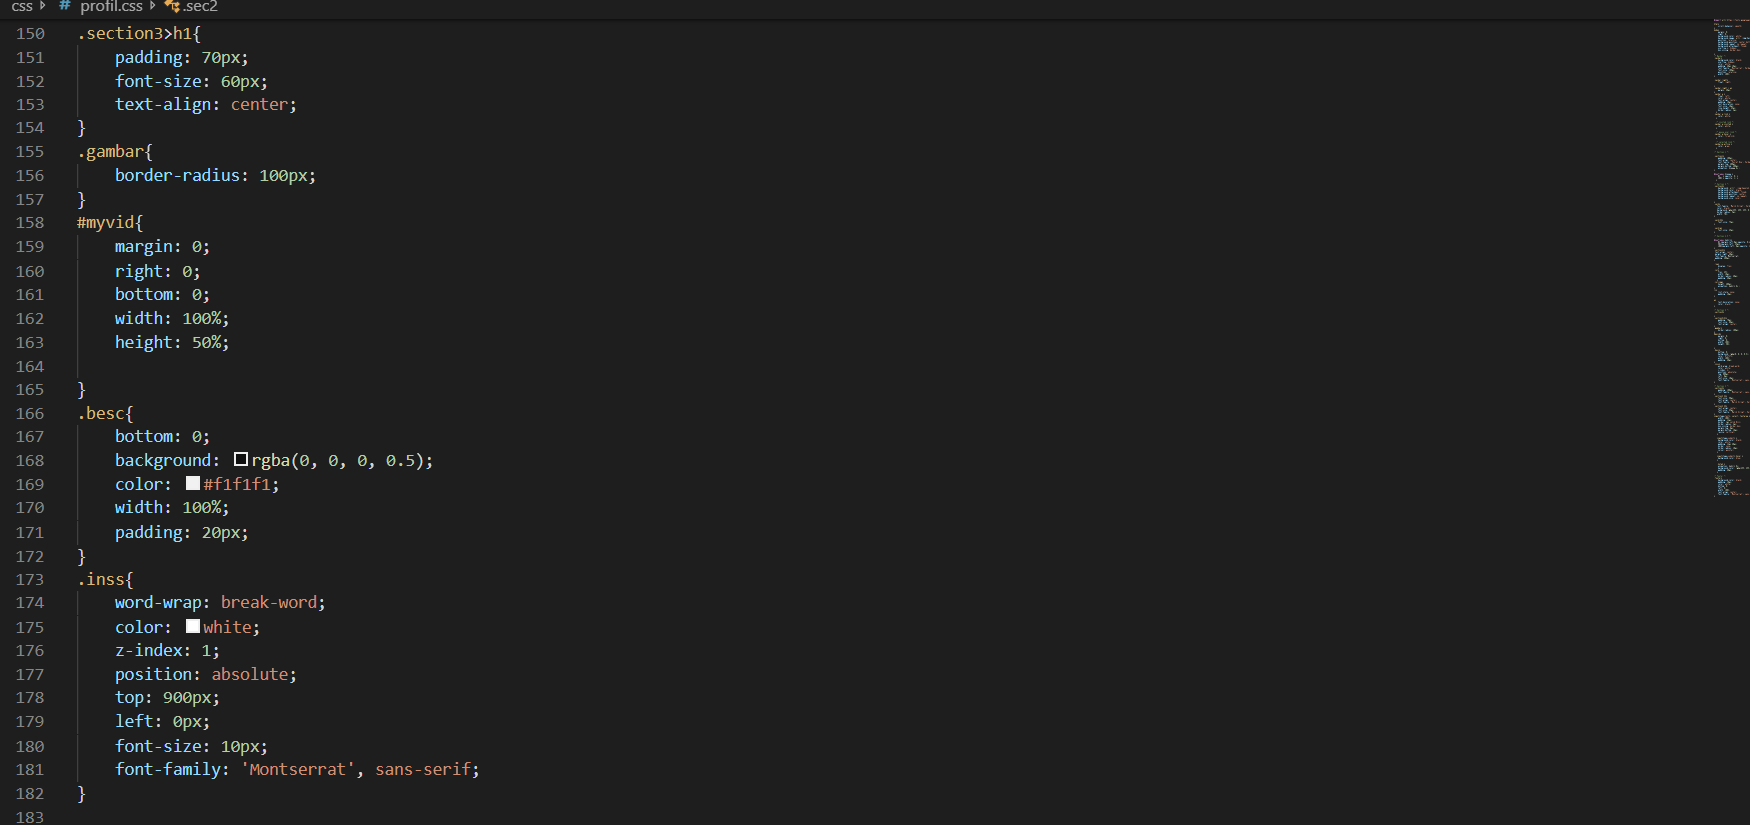 css # profil.css .sec2
150 .section3>h1{
151 padding: 70px;
152 font-size: 60px;
153 text-align: center;
154 }
155 .gambar{
156 border-radius: 100px;
157 }
158 #myvid{
159 margin: 0;
160 right: 0;
161 bottom: 0;
162 width: 100%;
163 height: 50%;
164
165 }
166 .besc{
167 bottom: 0;
168 background: rgba(0, 0, 0, 0.5);
169 color: #f1f1f1;
170 width: 100%;
171 padding: 20px;
172 }
173 .inss{
174 word-wrap: break-word;
175 color: white;
176 z-index: 1;
177 position: absolute;
178 top: 900px;
179 left: 0px;
180 font-size: 10px;
181 font-family: 'Montserrat', sans-serif;
182 }
183